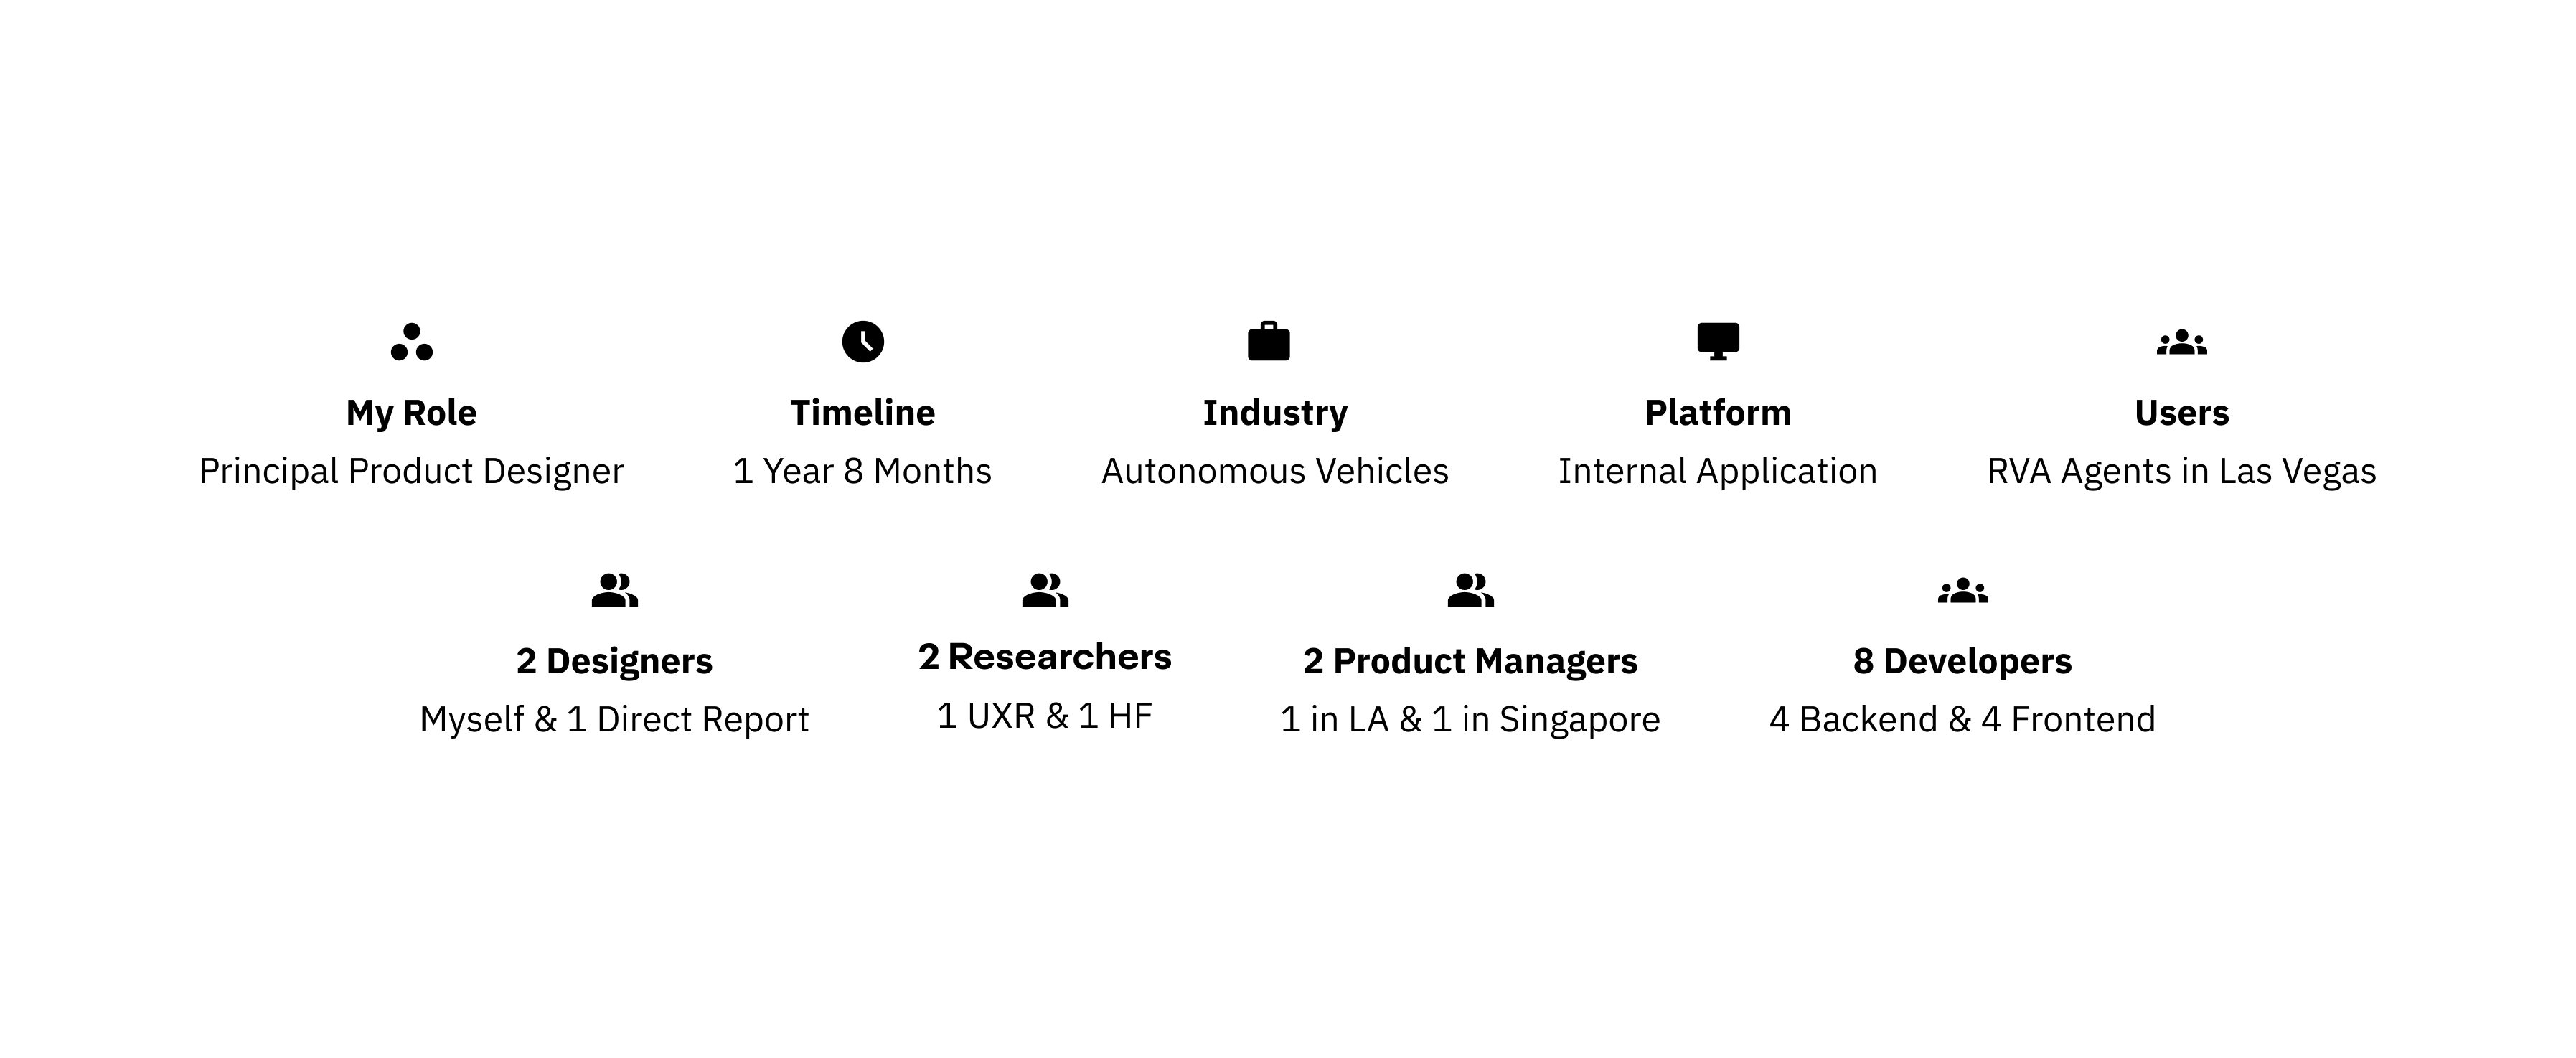 My Role
Principal Product Designer
Timeline
1 Year 8 Months
Industry
Autonomous Vehicles
Platform
Internal Application
Users
RVA Agents in Las Vegas
2 Designers
Myself & 1 Direct Report
2 Researchers
1 UXR & 1 HF
2 Product Managers
1 in LA & 1 in Singapore
8 Developers
4 Backend & 4 Frontend